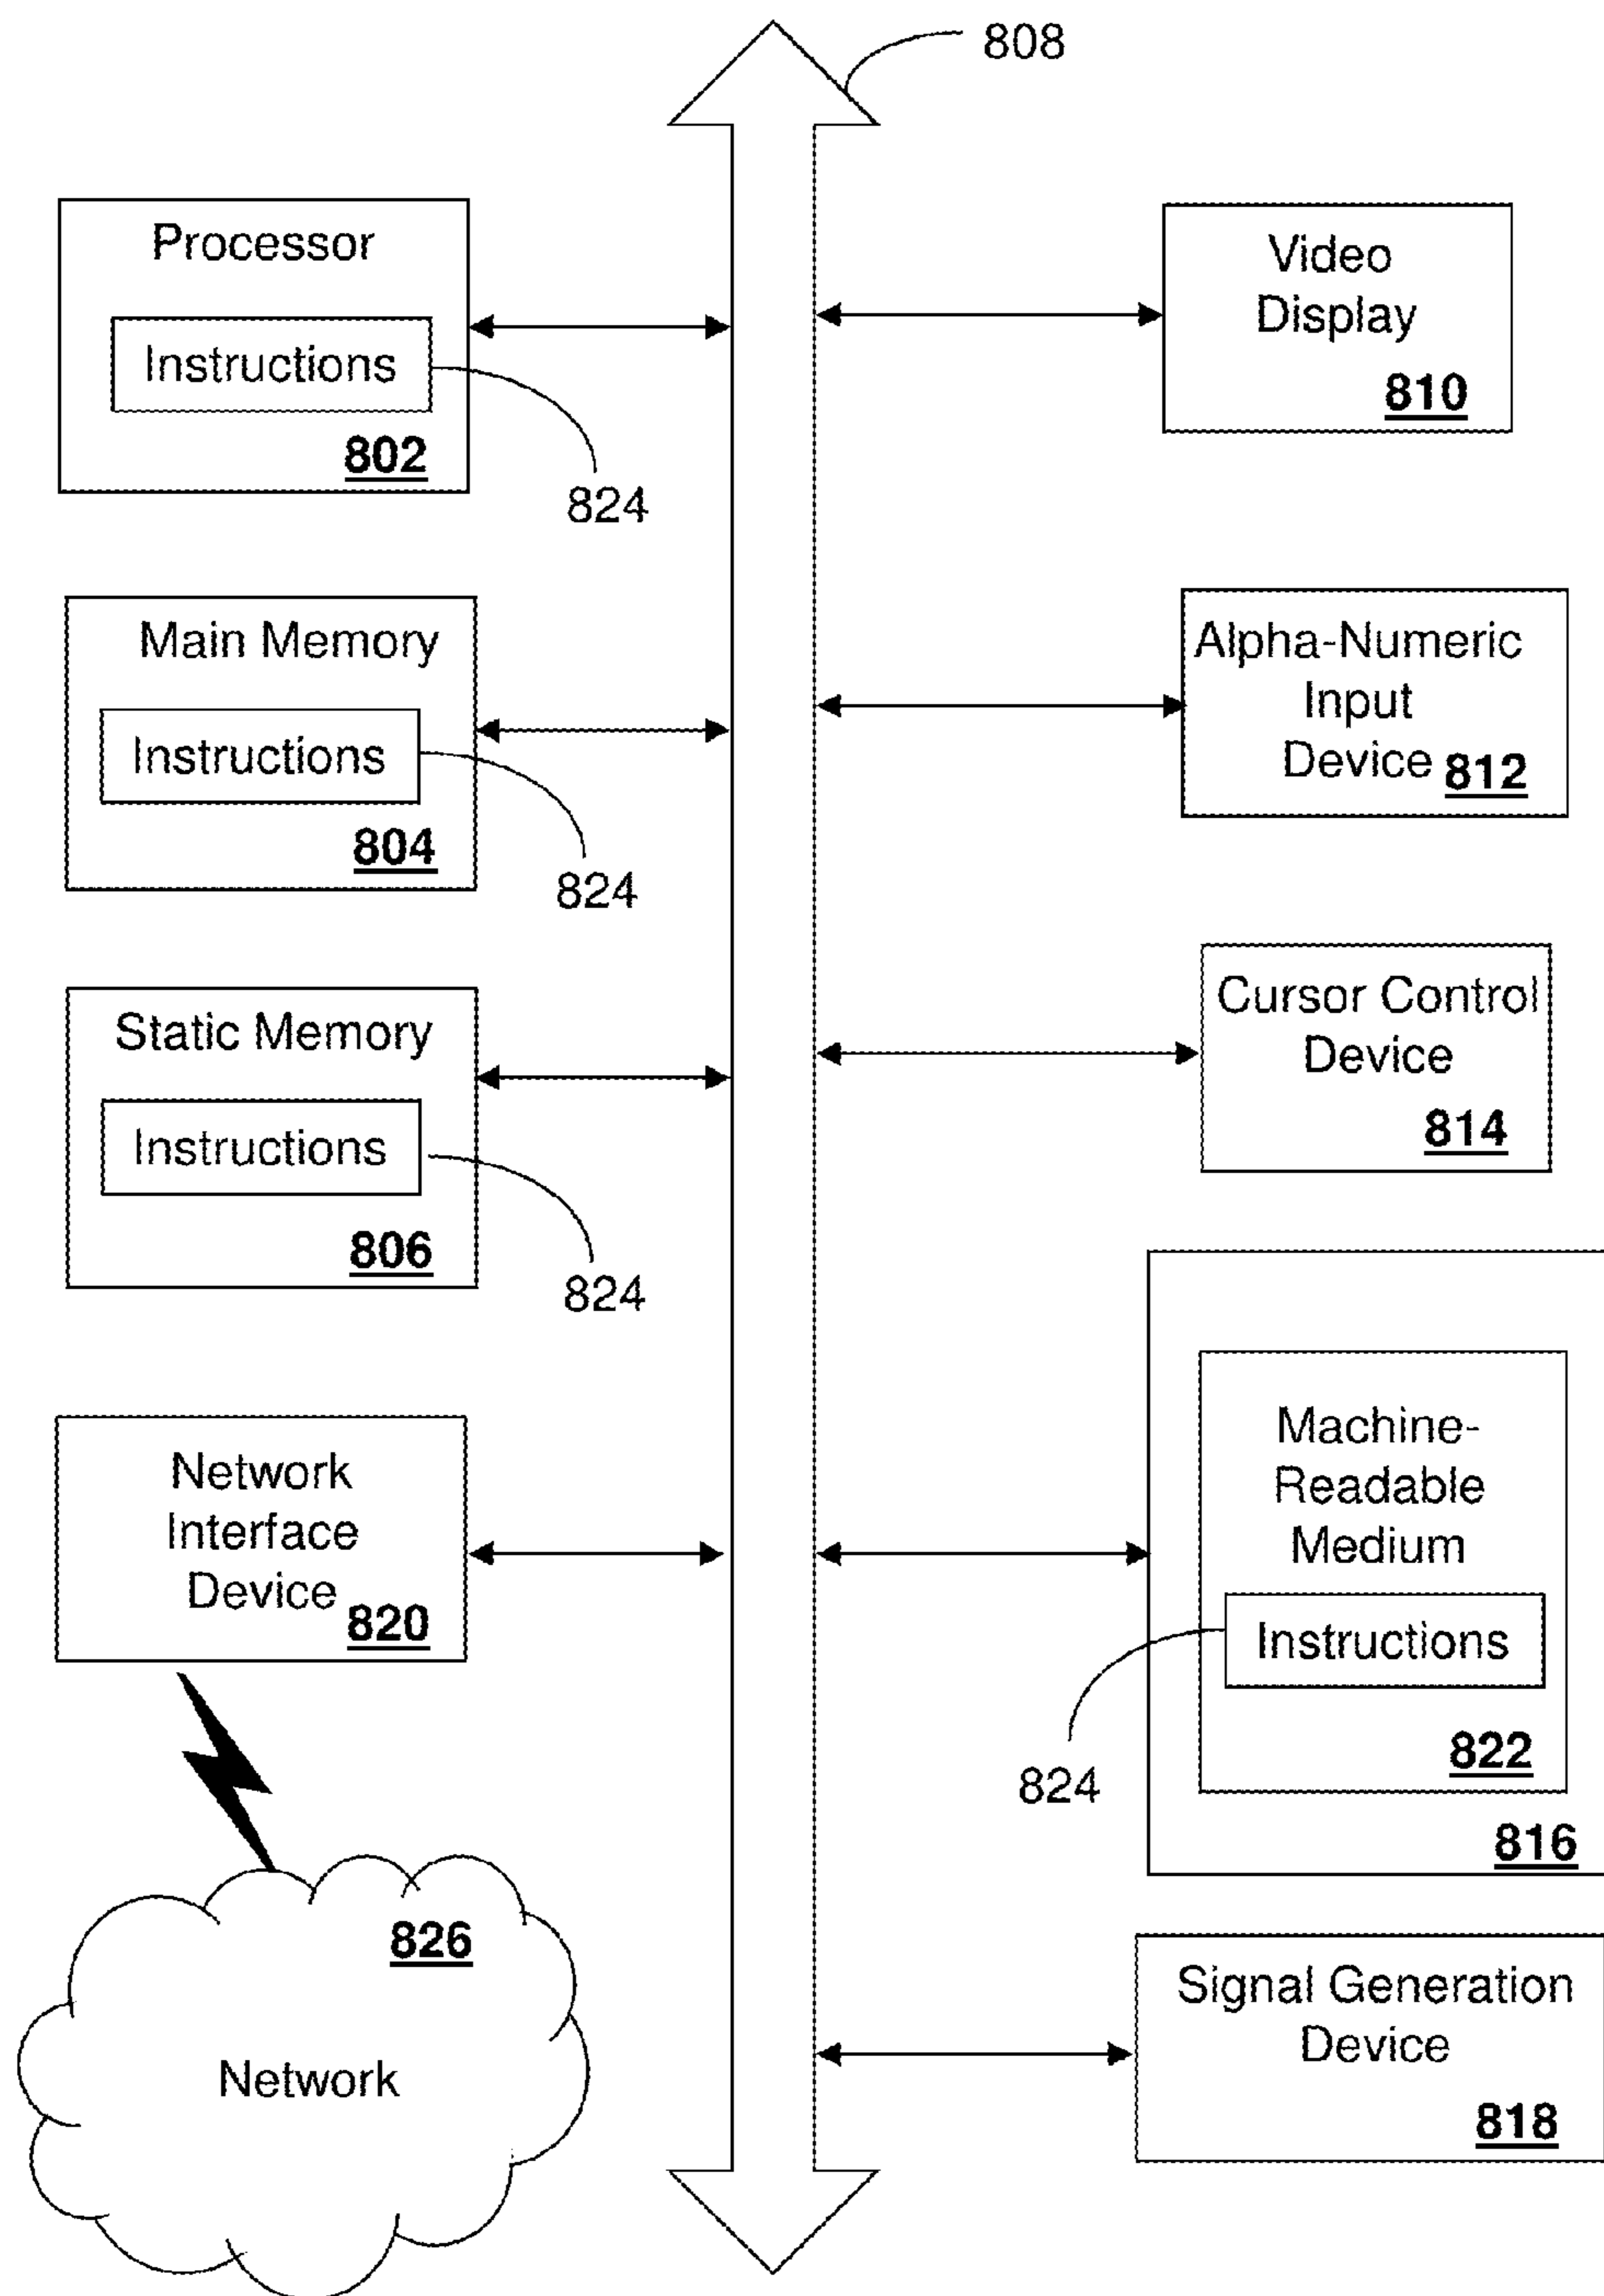 808
Processor
Instructions
802
824
Main Memory
Instructions
804
824
Static Memory
Instructions
806
824
Network
Interface
Device
820
826
Network
Video
Display
810
Alpha-Numeric
Input
Device 812
Cursor Control
Device
814
Machine-
Readable
Medium
Instructions
822
824
816
Signal Generation
Device
818